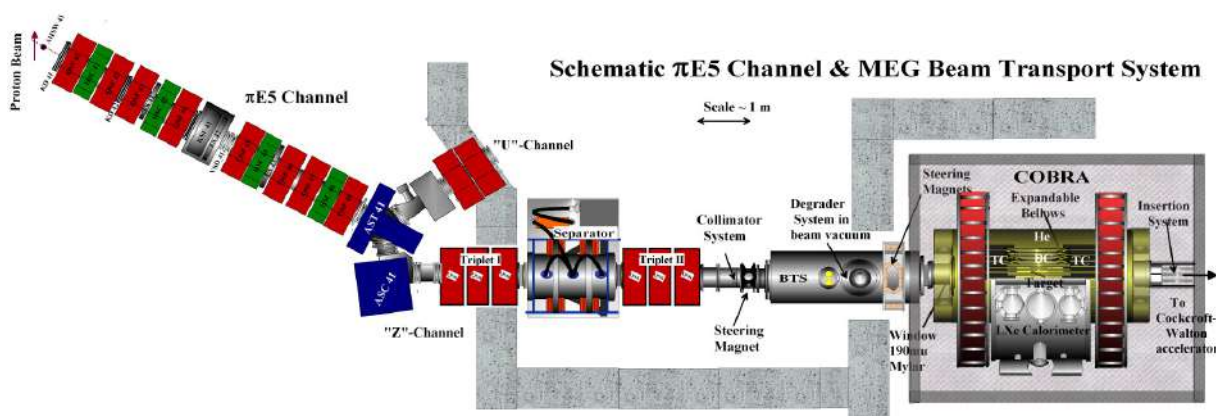 Schematic πE5 Channel & MEG Beam Transport System
Proton Beam
πE5 Channel
Scale ~ 1 m
"U"-Channel
AST 41
ASC 41
"Z"-Channel
Triplet I
Separator
Triplet II
Collimator
System
Steering
Magnet
Degrader
System in
beam vacuum
BTS
Steering
Magnets
COBRA
Expandable
Bellows
Insertion
System
He
TC
DC
TC
Target
LXe Calorimeter
Window
190mu
Mylar
To
Cockcroft-
Walton
accelerator